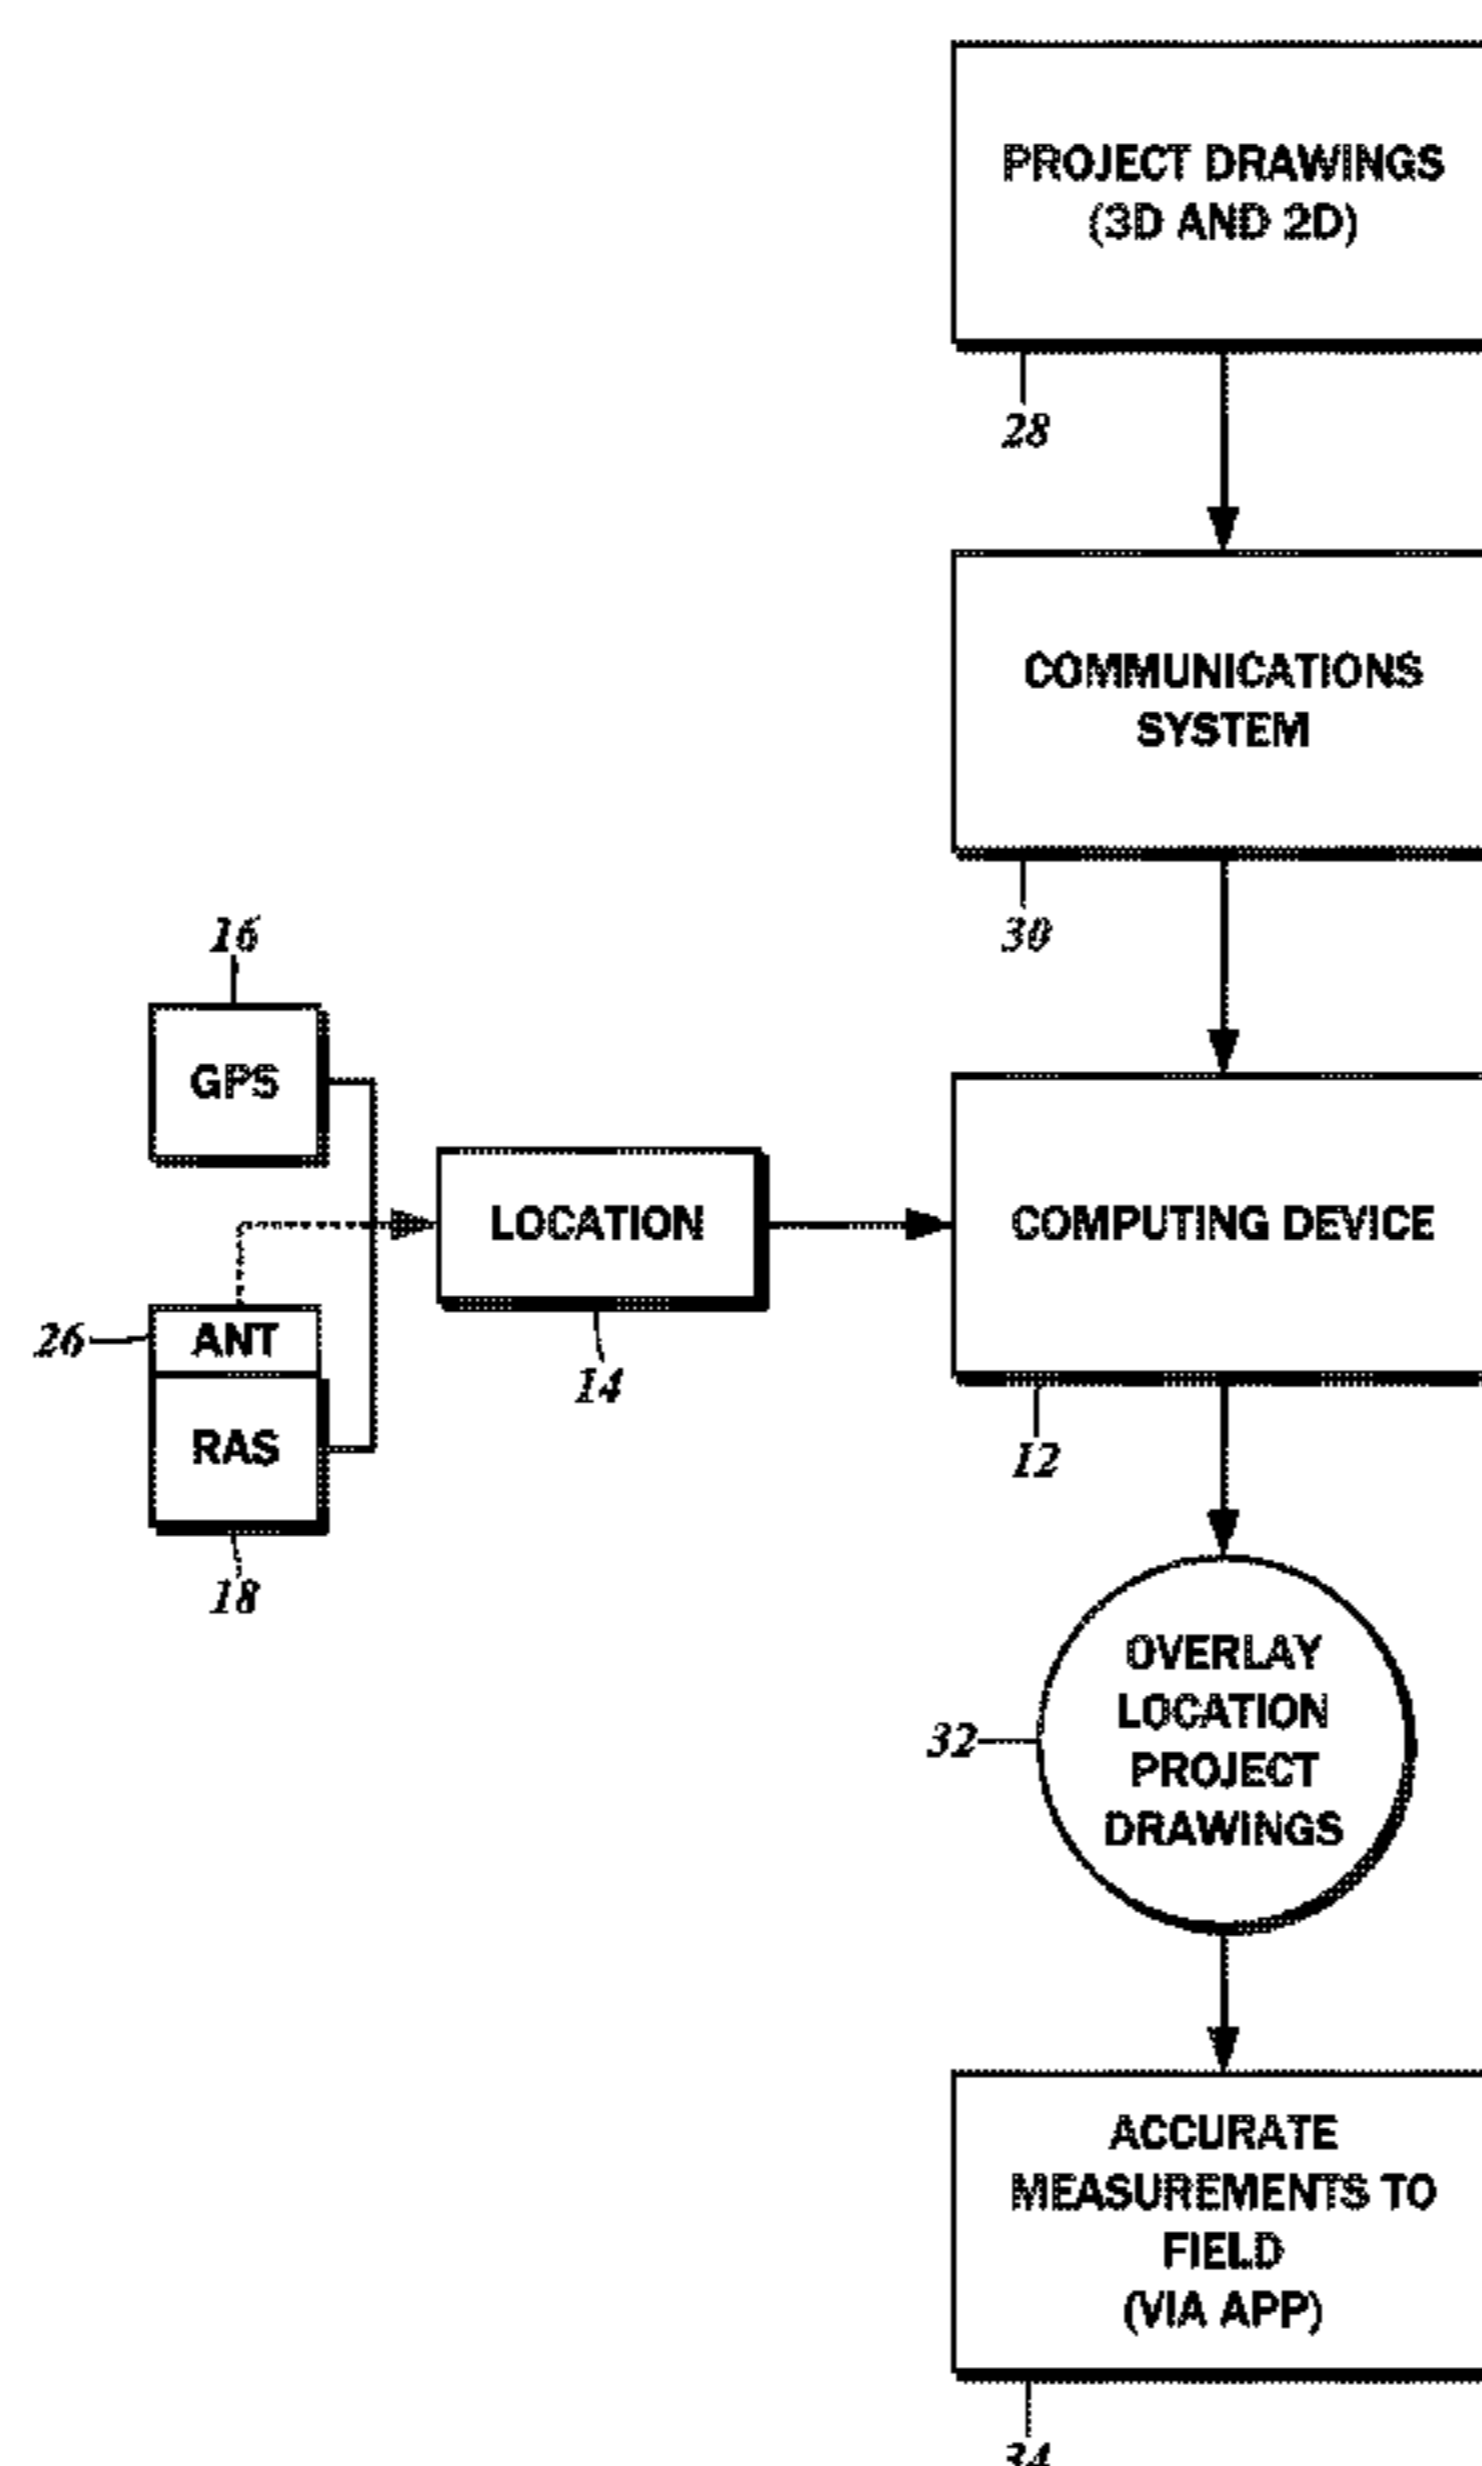 PROJECT DRAWINGS
(3D AND 2D)
28
COMMUNICATIONS
SYSTEM
30
16
GPS
LOCATION
14
COMPUTING DEVICE
12
26
ANT
RAS
18
OVERLAY
LOCATION
PROJECT
DRAWINGS
32
ACCURATE
MEASUREMENTS TO
FIELD
(VIA APP)
34